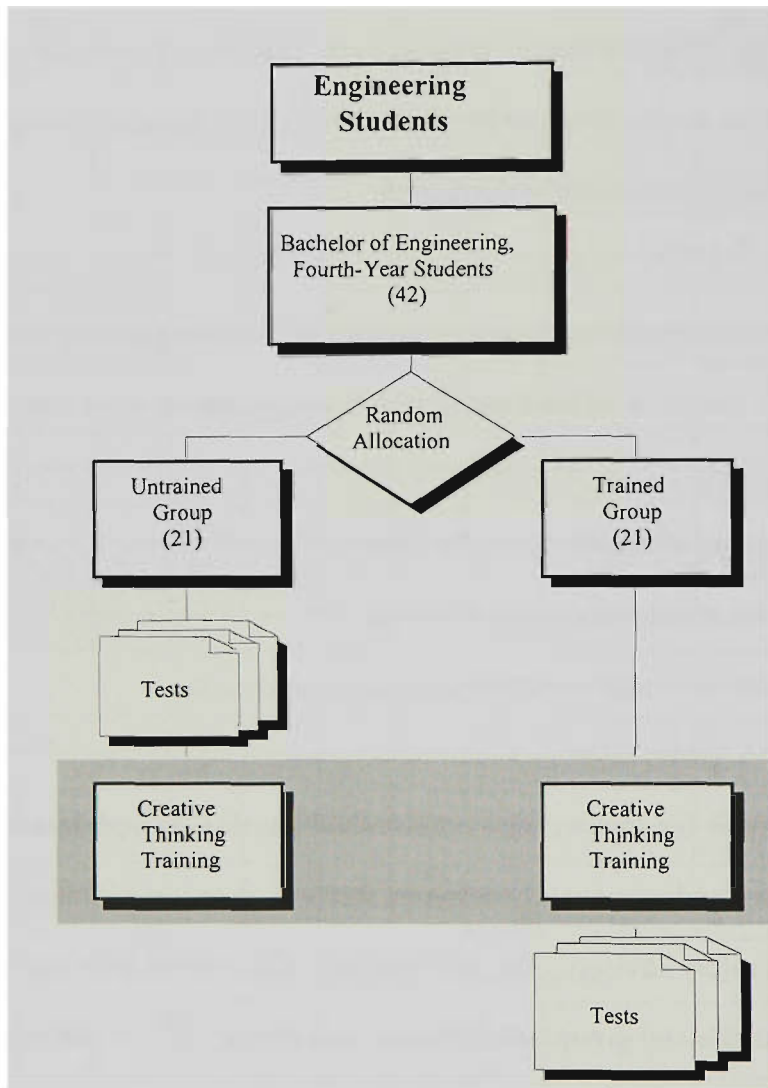 Engineering
Students
Bachelor of Engineering,
Fourth-Year Students
(42)
Random
Allocation
Untrained
Group
(21)
Trained
Group
(21)
Tests
Creative
Thinking
Training
Creative
Thinking
Training
Tests